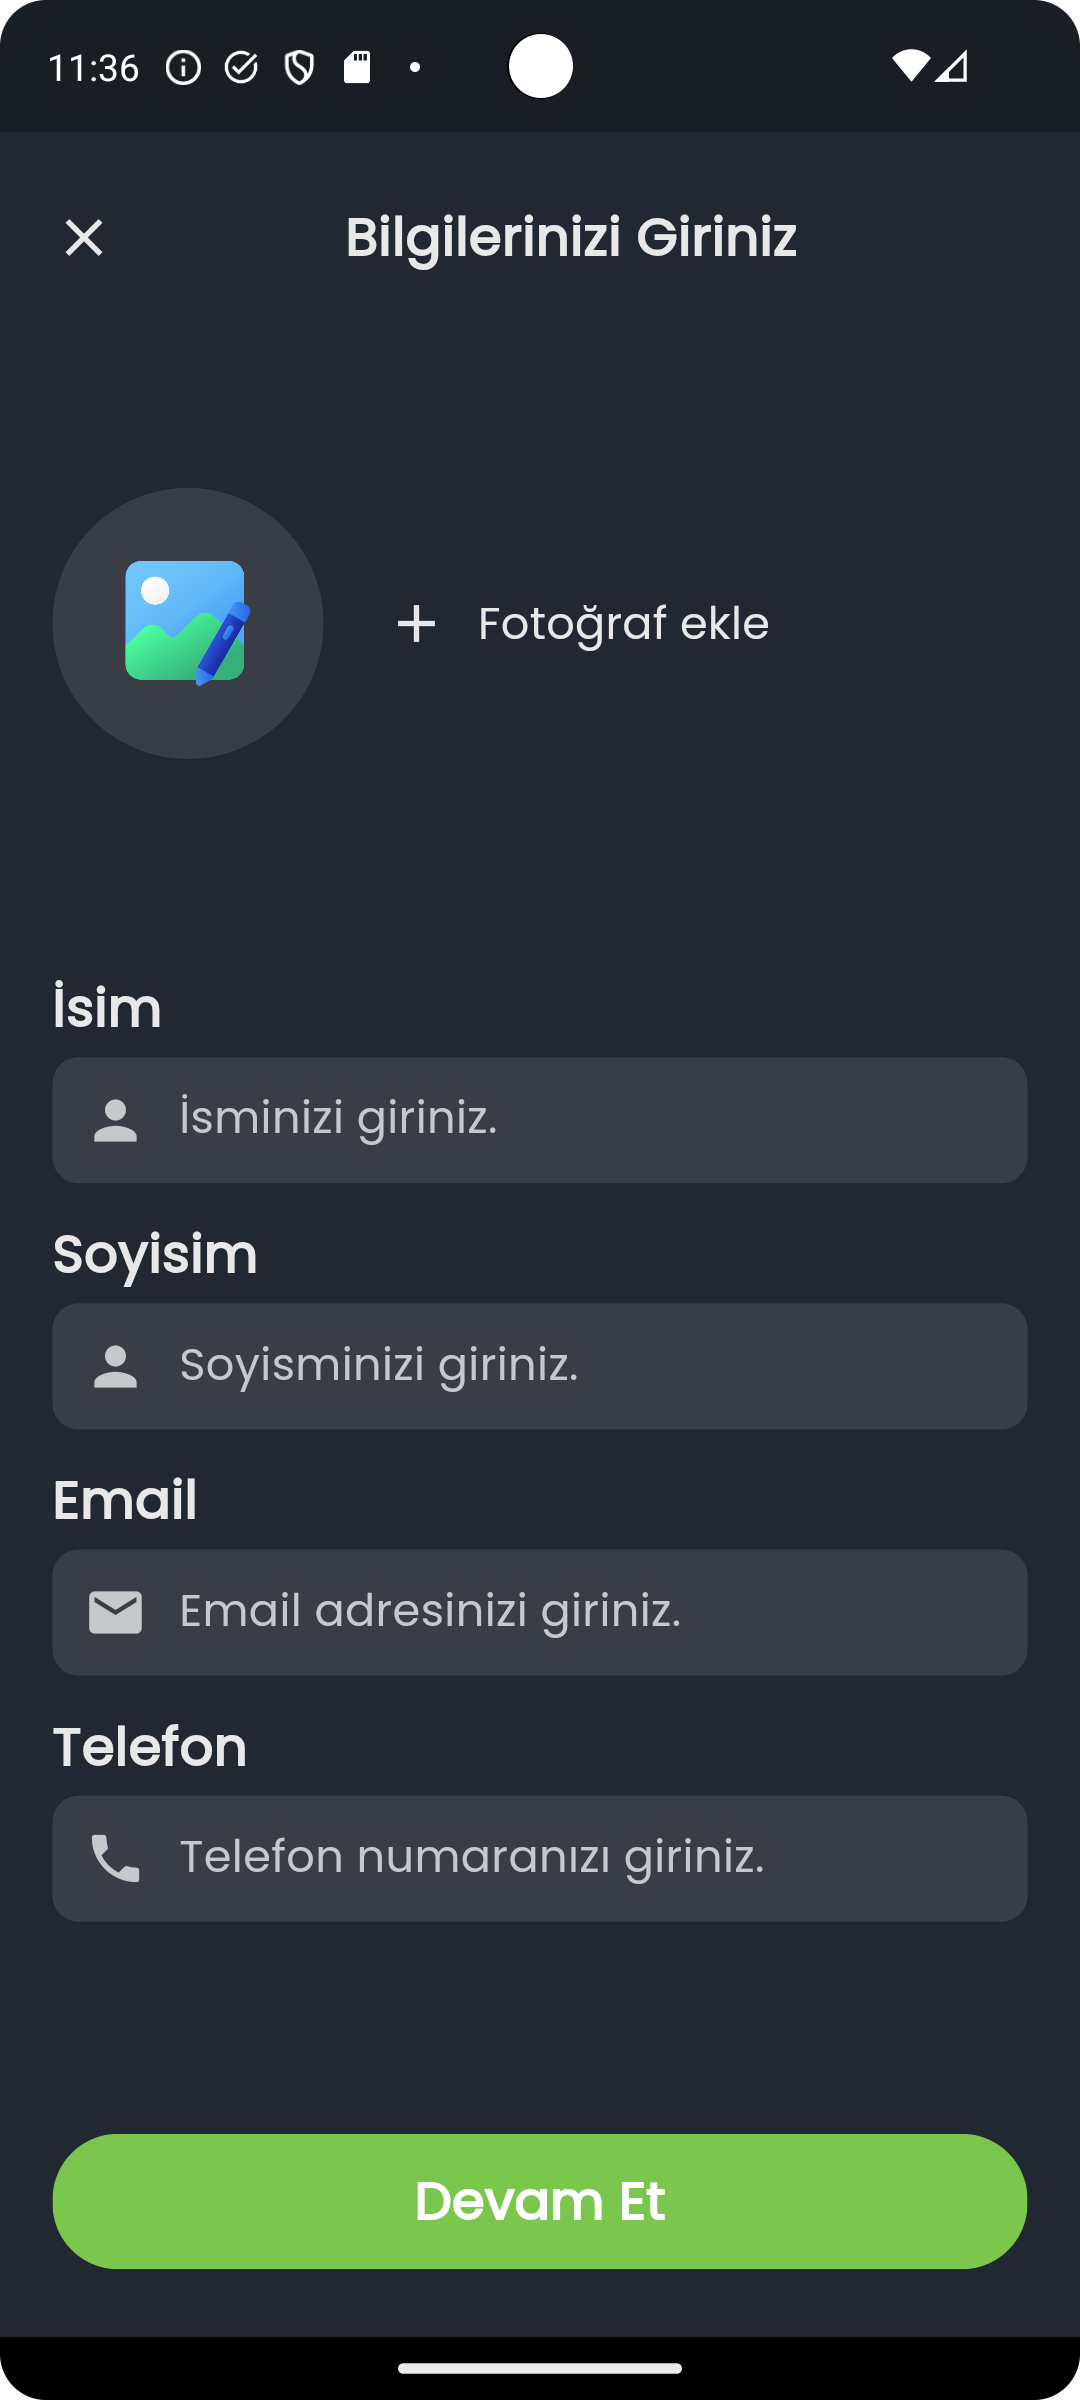 11:36
Bilgilerinizi Giriniz
Fotoğraf ekle
İsim
İsminizi giriniz.
Soyisim
Soyisminizi giriniz.
Email
Email adresinizi giriniz.
Telefon
Telefon numaranızı giriniz.
Devam Et